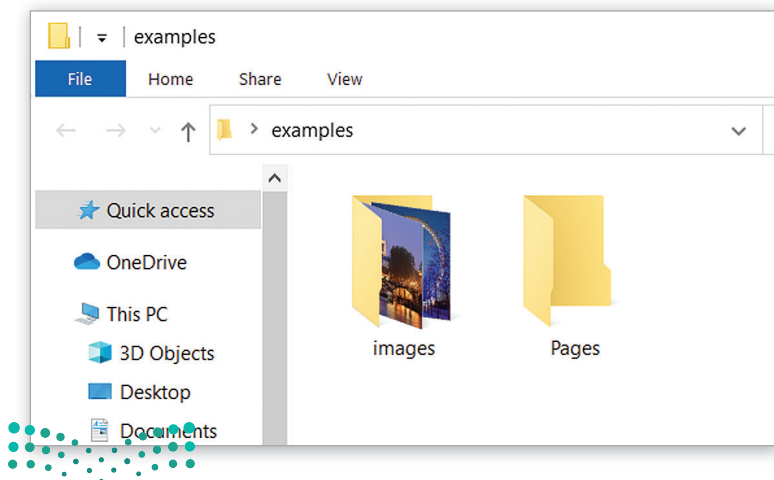 examples
File Home Share View
examples
Quick access
OneDrive
This PC
3D Objects
Desktop
Documents
images Pages